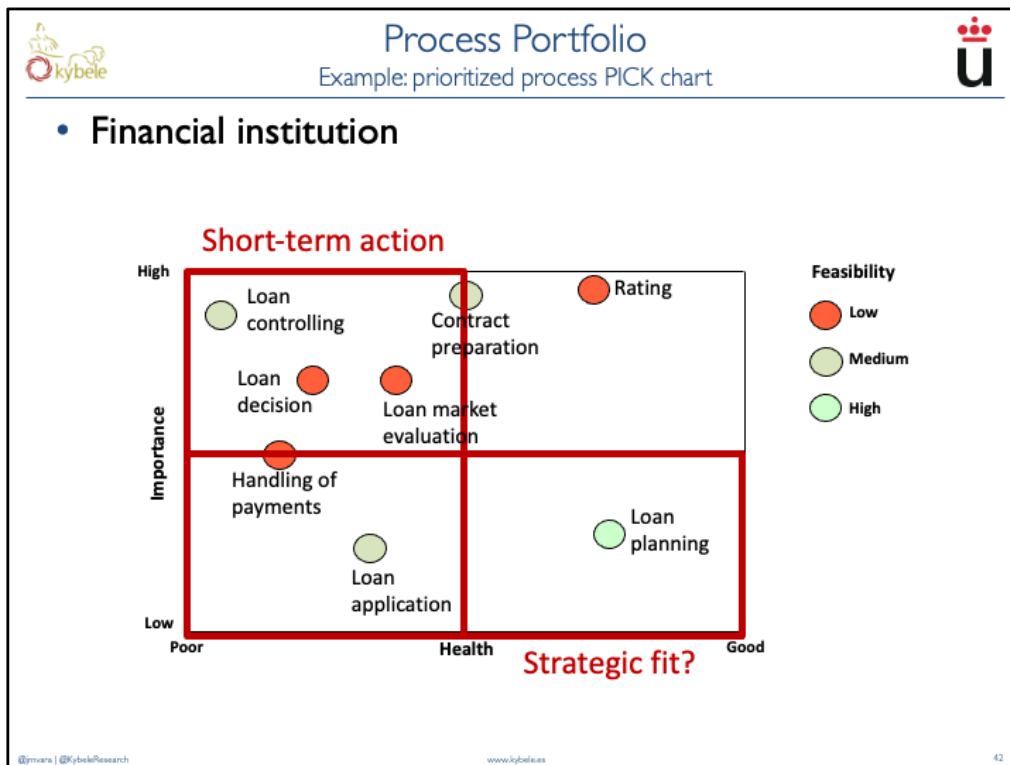 kybele
Process Portfolio
Example: prioritized process PICK chart
u
• Financial institution
Short-term action
High
Loan
controlling
Contract
preparation
Rating
Feasibility
Low
Medium
High
Loan
decision
Loan market
evaluation
Importance
Handling of
payments
Loan
application
Loan
planning
Low
Poor
Health
Good
Strategic fit?
@jmvara | @KybeleResearch
www.kybele.es
42